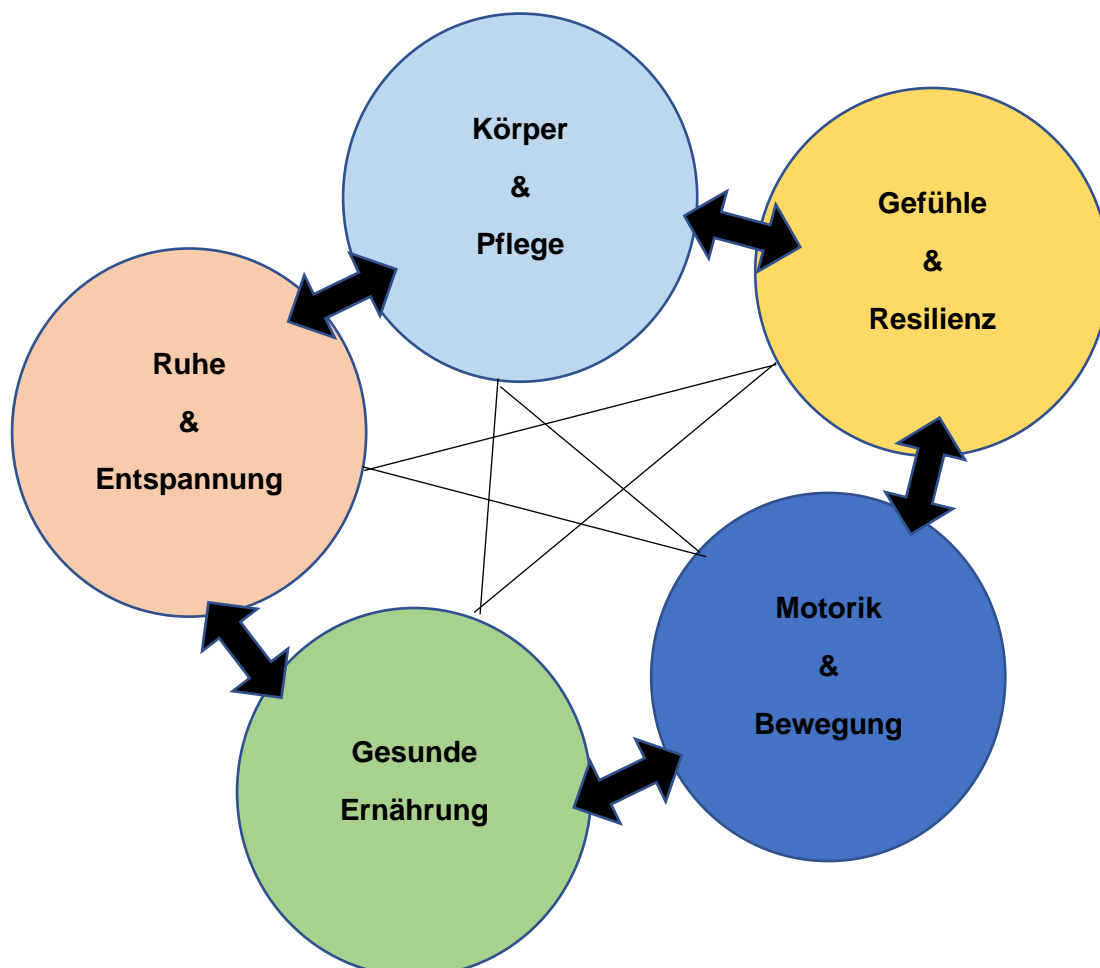 Körper
&
Pflege
Gefühle
&
Resilienz
Ruhe
&
Entspannung
Motorik
&
Bewegung
Gesunde
Ernährung